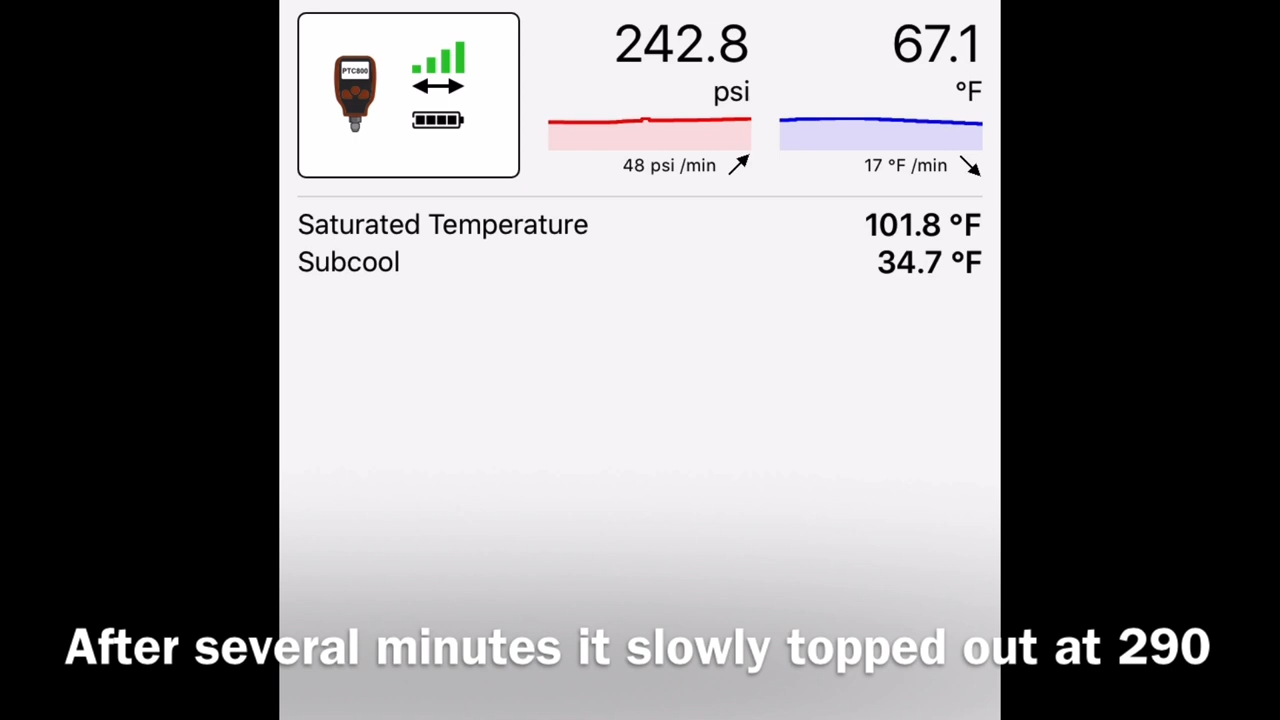 PTC800
242.8
psi
48 psi /min
67.1
°F
17 °F /min
Saturated Temperature 101.8 °F
Subcool 34.7 °F
After several minutes it slowly topped out at 290